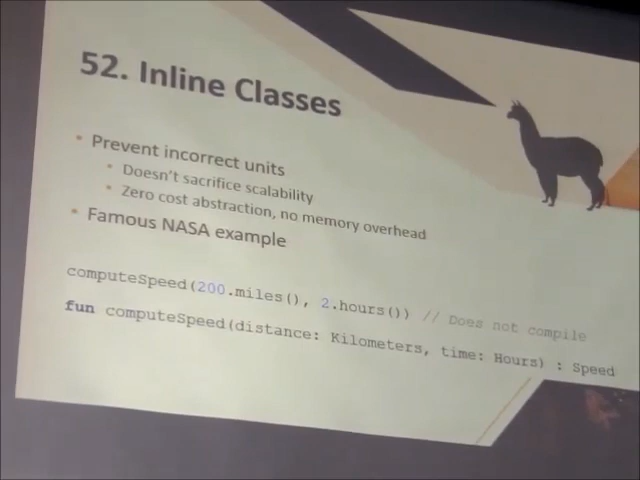 52. Inline Classes
• Prevent incorrect units
• Doesn't sacrifice scalability
• Zero cost abstraction, no memory overhead
• Famous NASA example
computeSpeed(200.miles(), 2.hours()) // Does not compile
fun computeSpeed(distance: Kilometers, time: Hours) : Speed